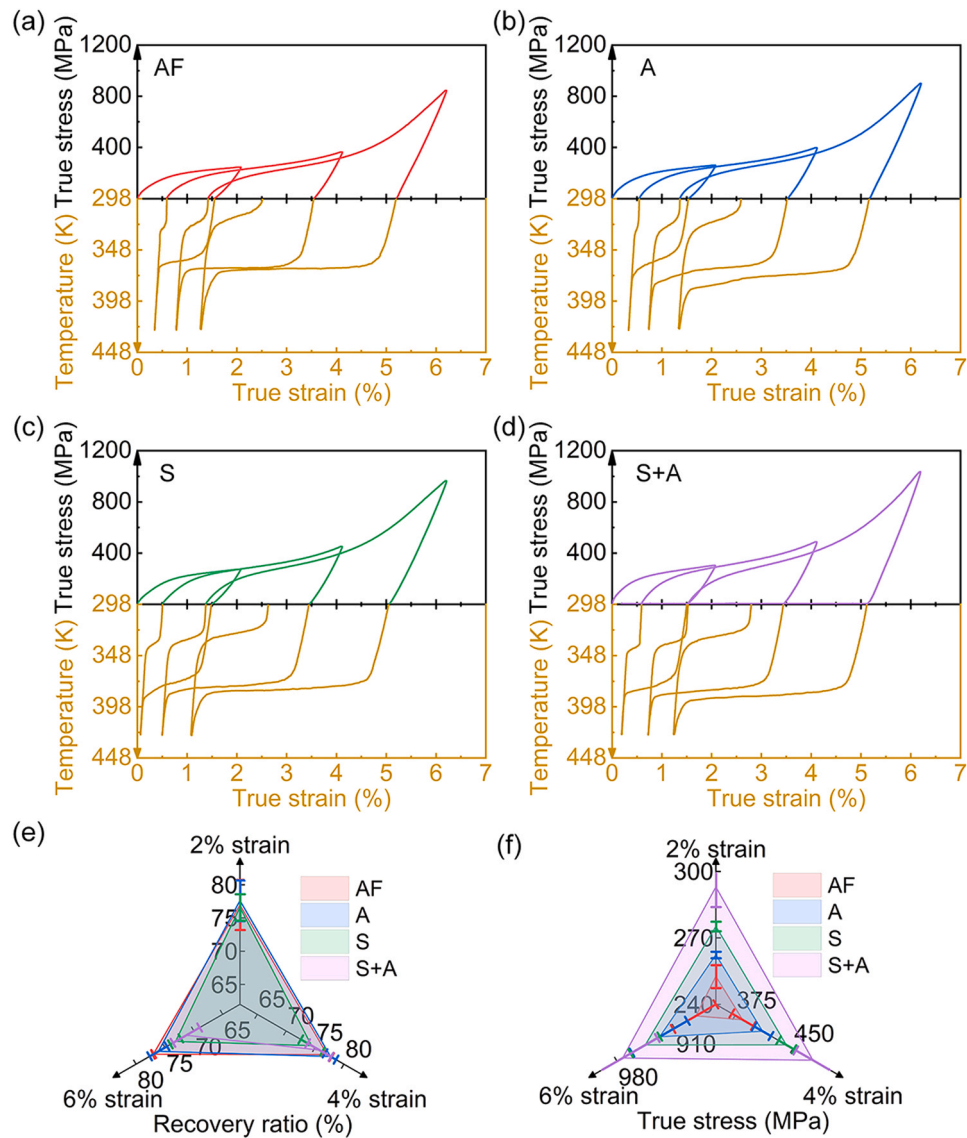 (a)
AF
True stress (MPa)
1200
800
400
298
348
398
448
Temperature (K)
0 1 2 3 4 5 6 7
True strain (%)
(b)
A
True stress (MPa)
1200
800
400
298
348
398
448
Temperature (K)
0 1 2 3 4 5 6 7
True strain (%)
(c)
S
True stress (MPa)
1200
800
400
298
348
398
448
Temperature (K)
0 1 2 3 4 5 6 7
True strain (%)
(d)
S+A
True stress (MPa)
1200
800
400
298
348
398
448
Temperature (K)
0 1 2 3 4 5 6 7
True strain (%)
(e)
2% strain
80
75
70
65
65
70
75
80
4% strain
65
70
75
80
6% strain
AF
A
S
S+A
Recovery ratio (%)
(f)
2% strain
300
270
240
375
450
4% strain
910
980
6% strain
AF
A
S
S+A
True stress (MPa)